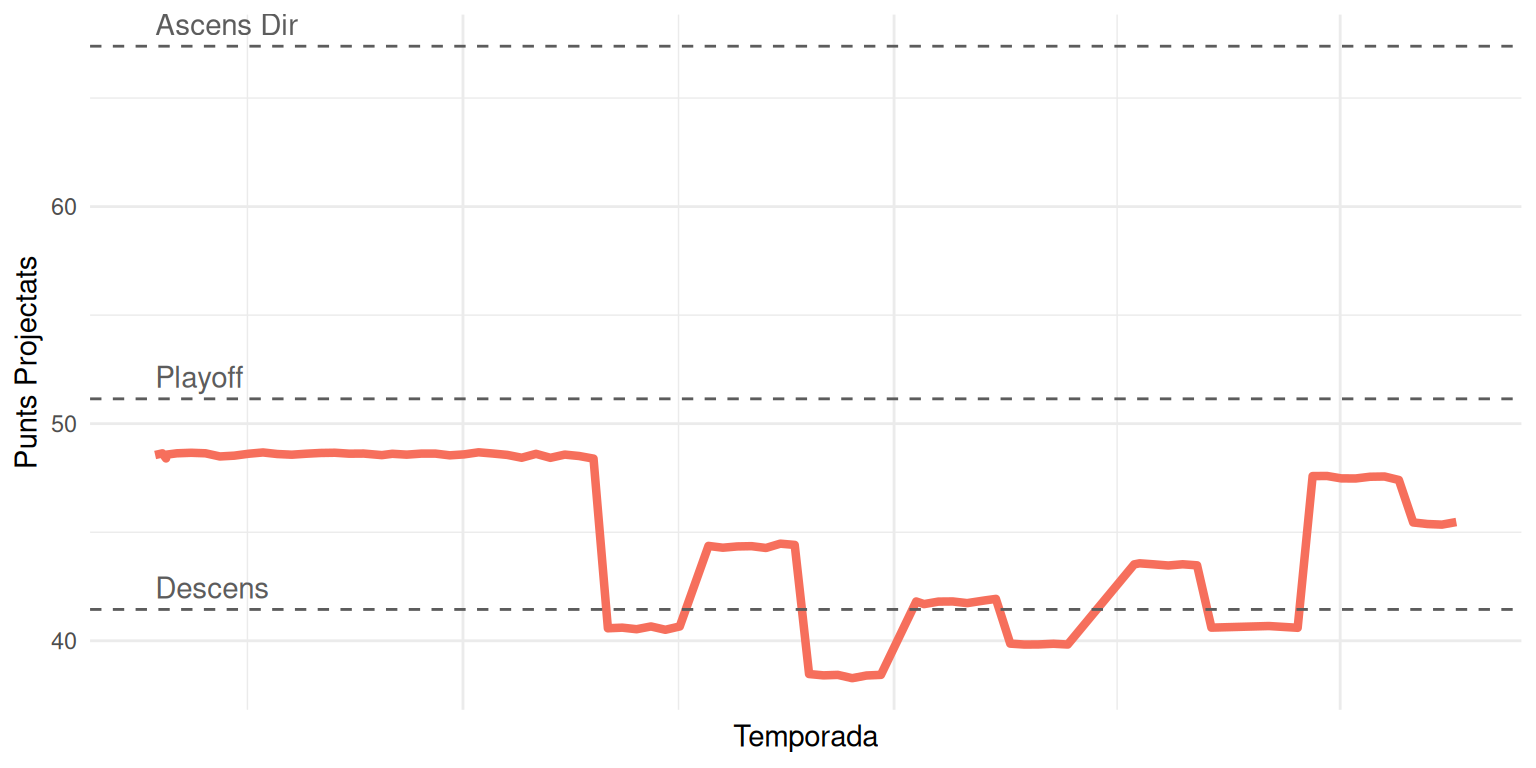 Ascens Dir
60
Playoff
50
Descens
40
Punts Projectats
Temporada